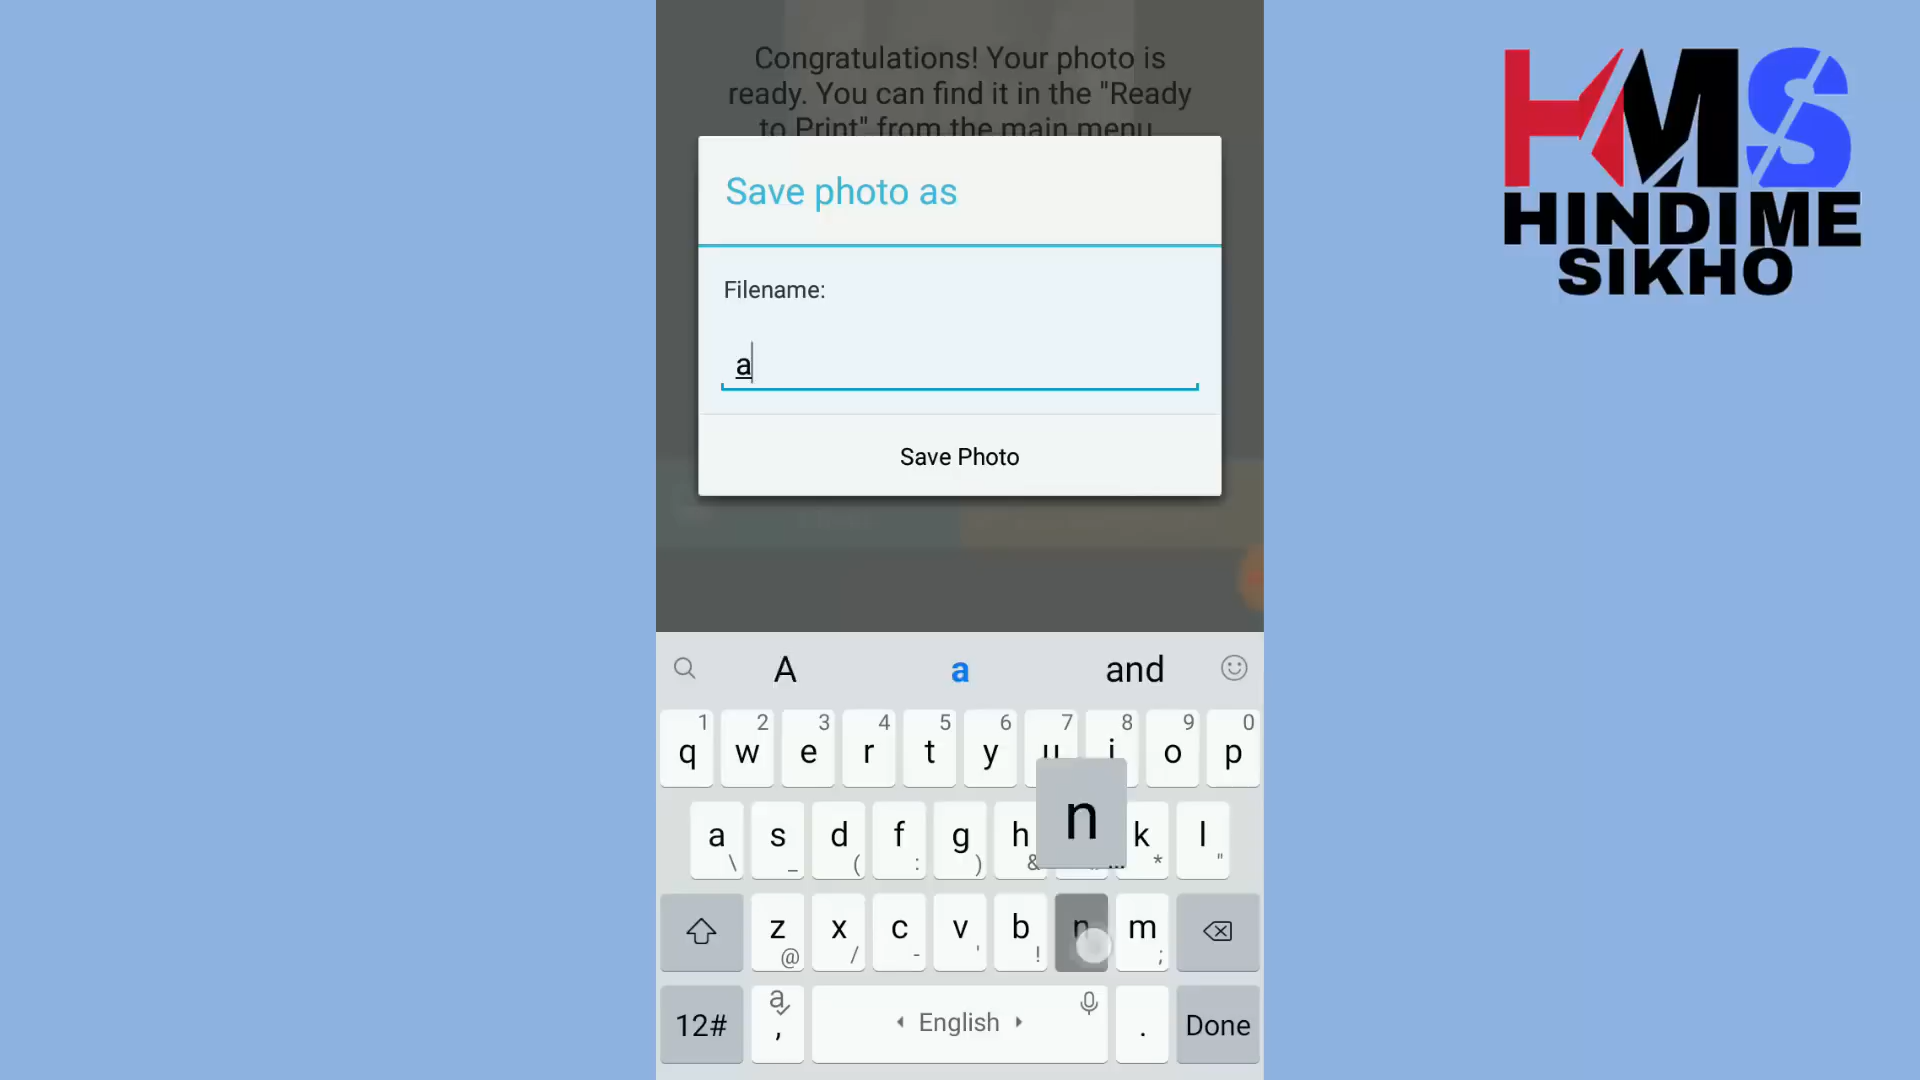 Congratulations! Your photo is
ready. You can find it in the "Ready
to Print" from the main menu
Save photo as
Filename:
a
Save Photo
HMS
HINDI ME
SIKHO
A a and
1 2 3 4 5 6 7 8 9 0
q w e r t y u i o p
n
a s d f g h k l
\ _ ( : ) & * "
z x c v b n m
@ / - ' ! ;
12# , English . Done